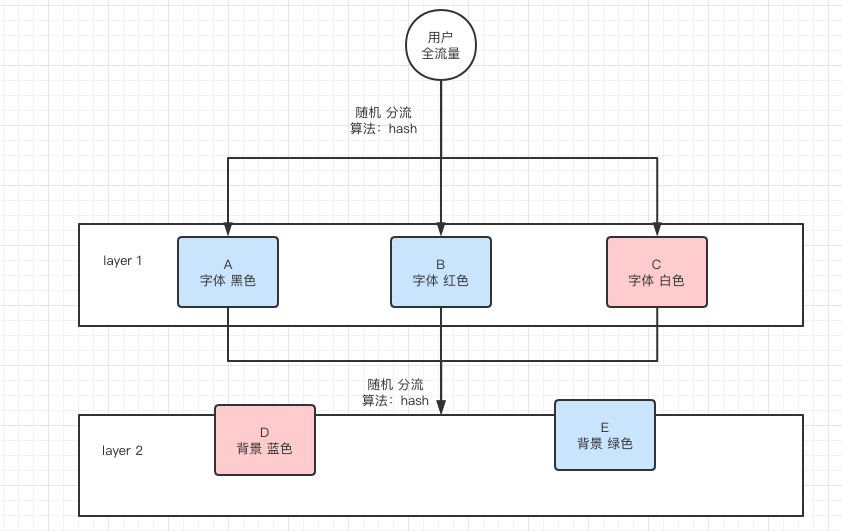 用户
全流量
随机 分流
算法：hash
layer 1
A
字体 黑色
B
字体 红色
C
字体 白色
随机 分流
算法：hash
layer 2
D
背景 蓝色
E
背景 绿色